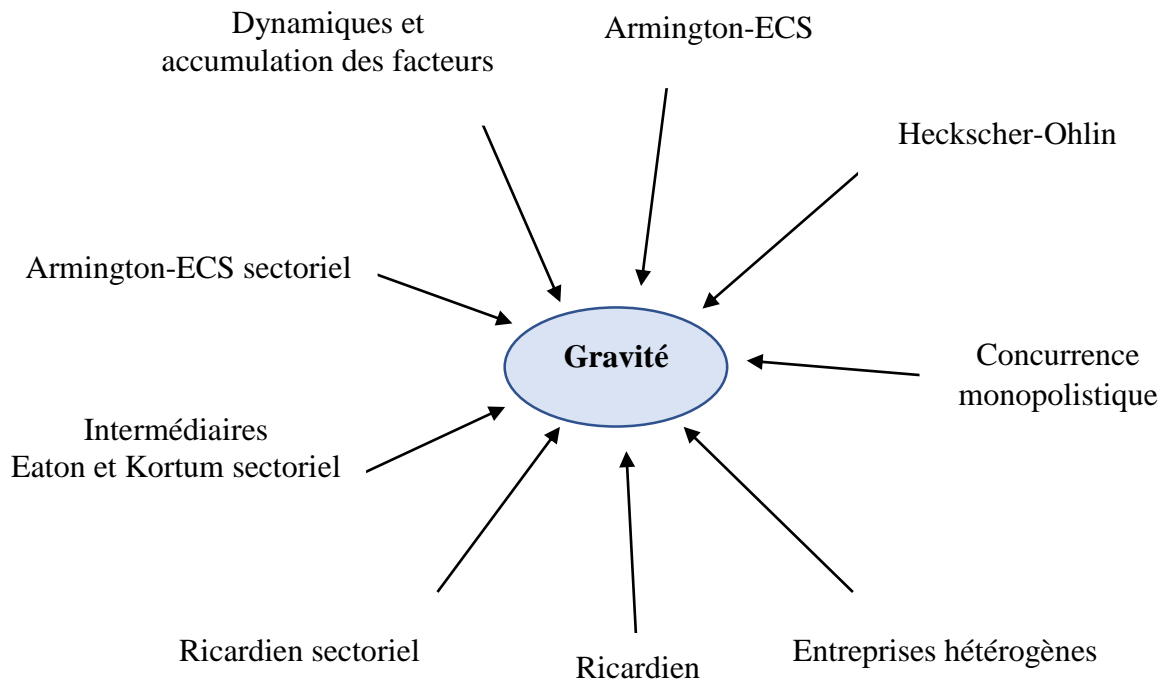 Dynamiques et
accumulation des facteurs
Armington-ECS
Heckscher-Ohlin
Armington-ECS sectoriel
Gravité
Concurrence
monopolistique
Intermédiaires
Eaton et Kortum sectoriel
Ricardien sectoriel
Ricardien
Entreprises hétérogènes